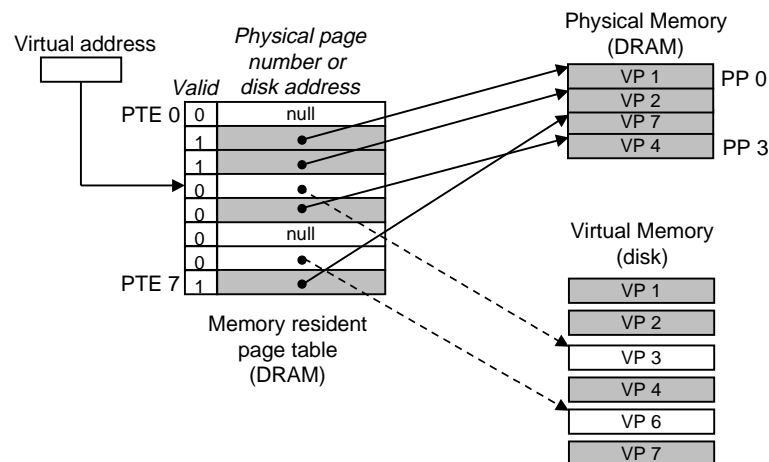 Virtual address
Physical page
number or
disk address
Valid
PTE 0
0
null
1
1
0
0
0
null
0
PTE 7
1
Memory resident
page table
(DRAM)
Physical Memory
(DRAM)
VP 1
PP 0
VP 2
VP 7
VP 4
PP 3
Virtual Memory
(disk)
VP 1
VP 2
VP 3
VP 4
VP 6
VP 7